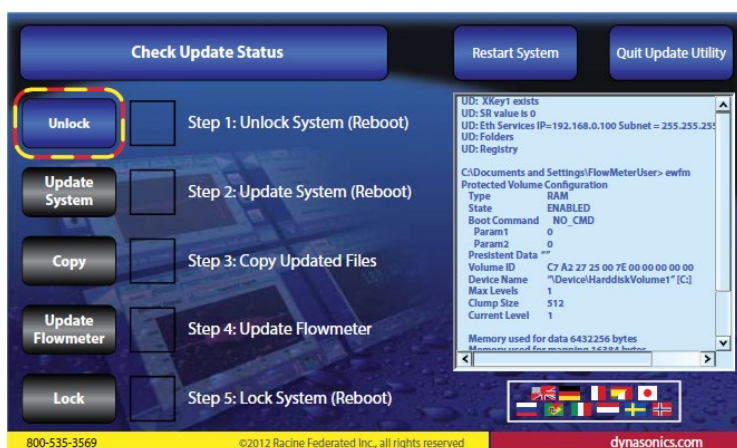 Check Update Status
Restart System
Quit Update Utility
Unlock
Step 1: Unlock System (Reboot)
Update
System
Step 2: Update System (Reboot)
Copy
Step 3: Copy Updated Files
Update
Flowmeter
Step 4: Update Flowmeter
Lock
Step 5: Lock System (Reboot)
UD: XKey1 exists
UD: SR value is 0
UD: Eth Services IP=192.168.0.100 Subnet = 255.255.255
UD: Folders
UD: Registry
C:\Documents and Settings\FlowMeterUser> ewfm
Protected Volume Configuration
Type RAM
State ENABLED
Boot Command NO_CMD
Param1 0
Param2 0
Presistent Data ""
Volume ID C7 A2 27 25 00 7E 00 00 00 00 00
Device Name "\Device\HarddiskVolume1" [C:]
Max Levels 1
Clump Size 512
Current Level 1
Memory used for data 6432256 bytes
Memory used for mapping 16384 bytes
800-535-3569
©2012 Racine Federated Inc., all rights reserved
dynasonics.com